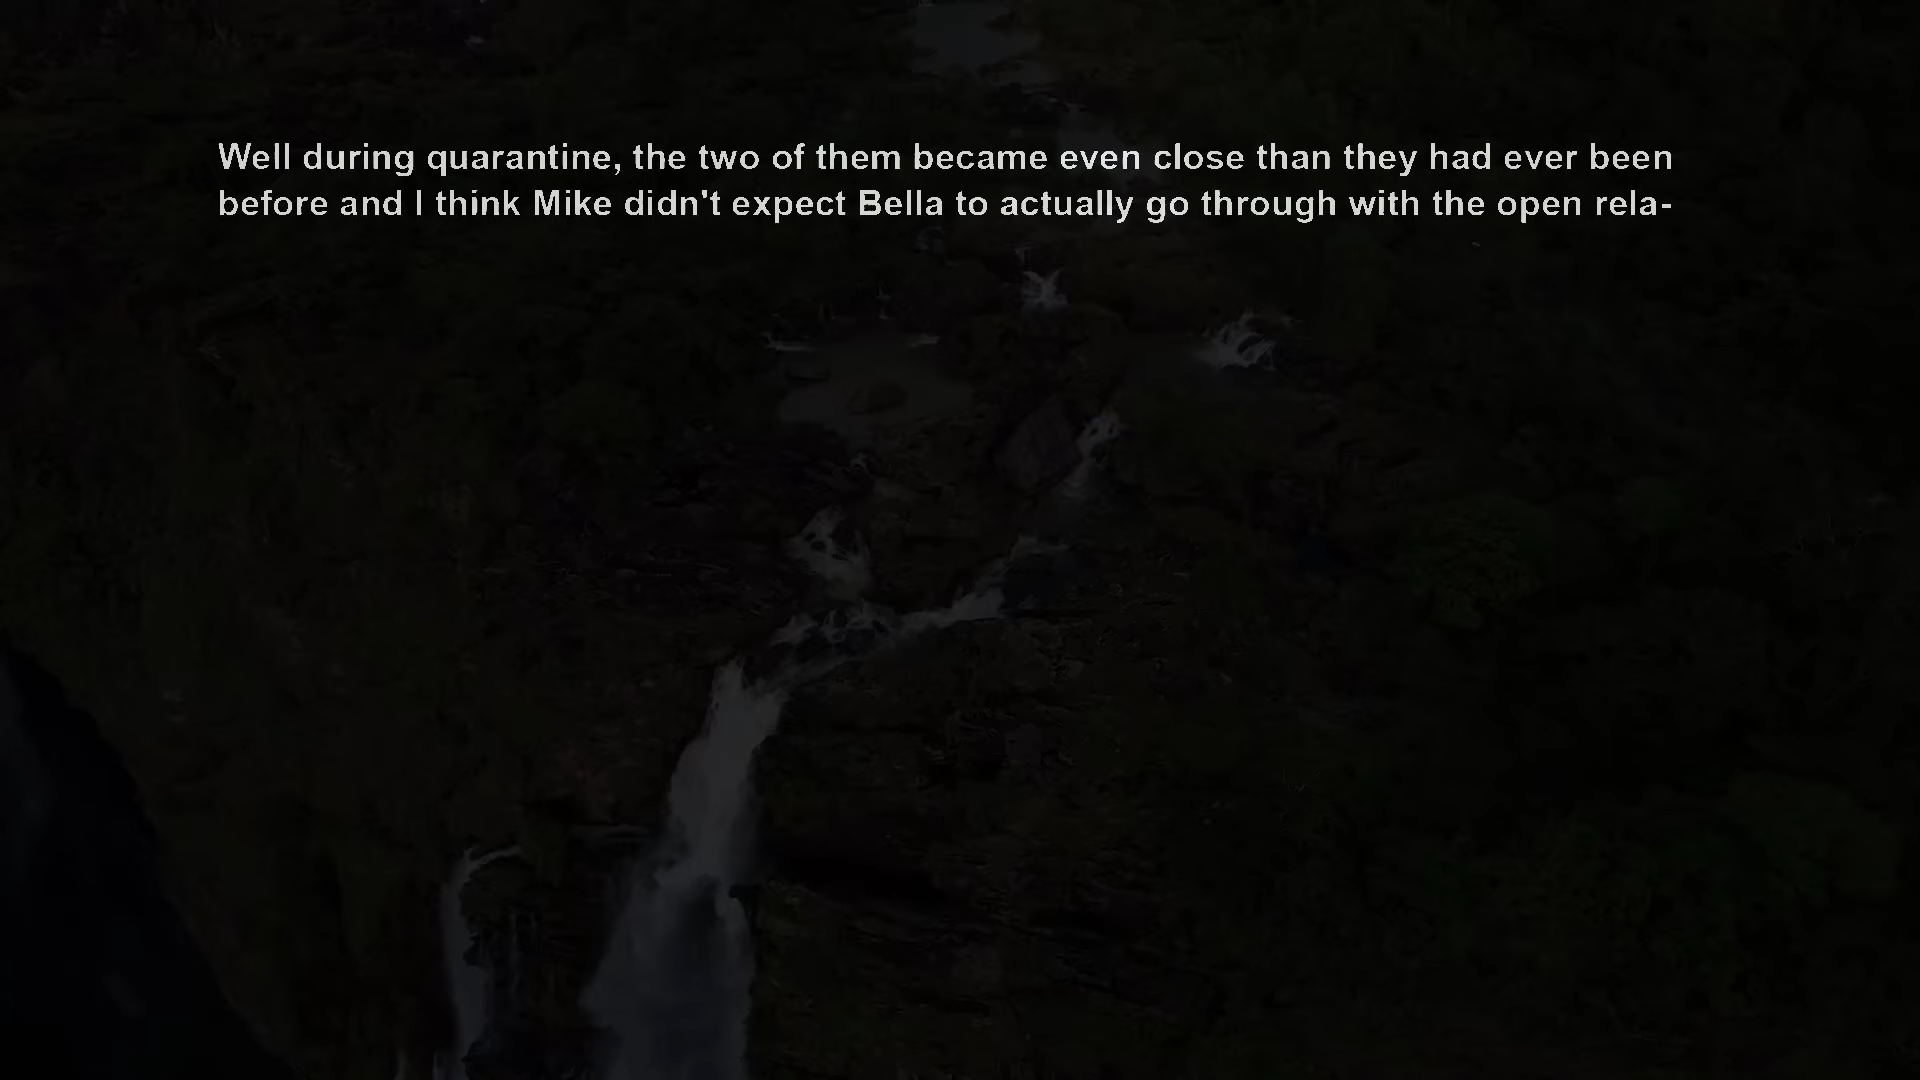 Well during quarantine, the two of them became even close than they had ever been
before and I think Mike didn't expect Bella to actually go through with the open rela-